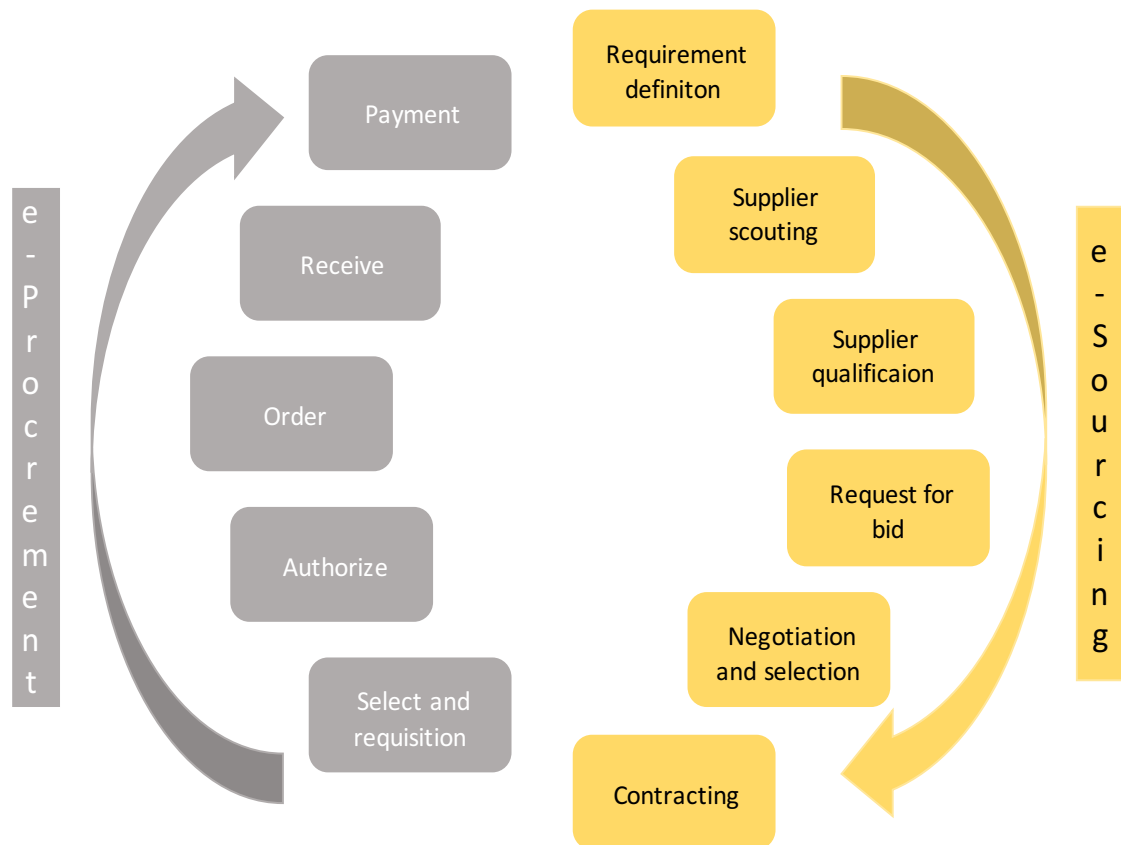 Requirement
definiton
Payment
Supplier
scouting
Receive
Supplier
qualificaion
Order
Request for
bid
Authorize
Negotiation
and selection
Select and
requisition
Contracting
e-Procrement
e-Sourcing